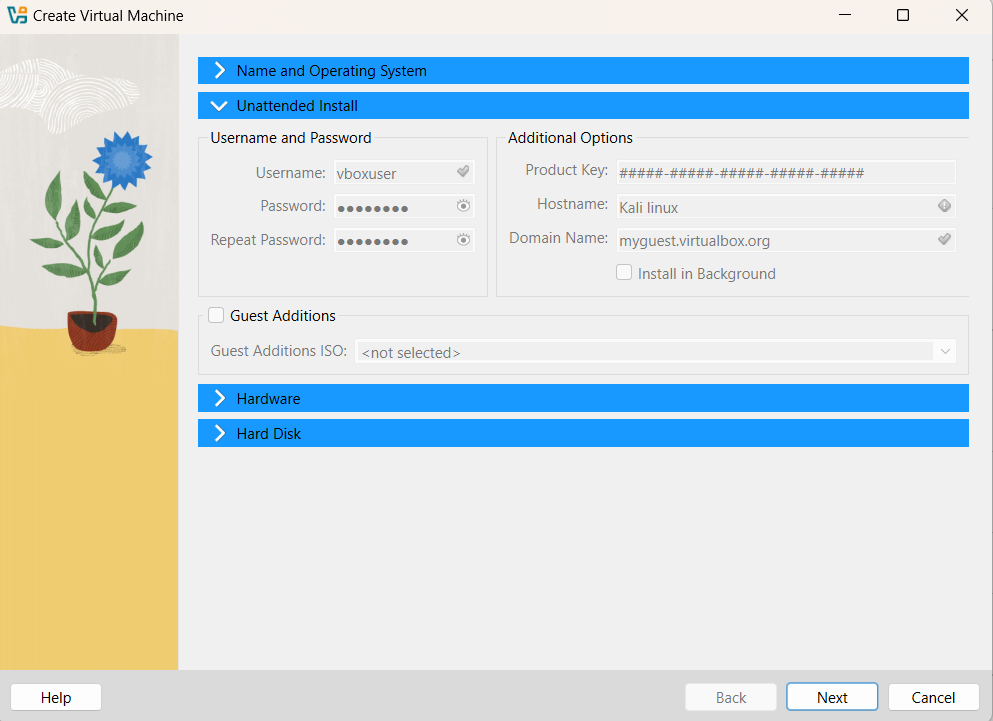 Create Virtual Machine
Name and Operating System
Unattended Install
Username and Password
Username: vboxuser
Password: ●●●●●●●●
Repeat Password: ●●●●●●●●
Additional Options
Product Key: #####-#####-#####-#####-#####
Hostname: Kali linux
Domain Name: myguest.virtualbox.org
Install in Background
Guest Additions
Guest Additions ISO: <not selected>
Hardware
Hard Disk
Help
Back
Next
Cancel